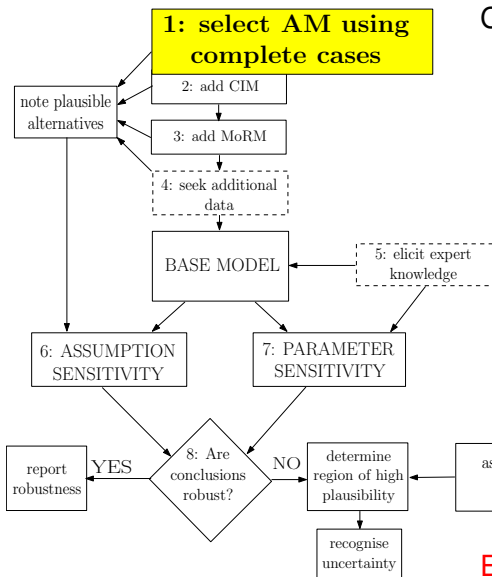 1: select AM using
complete cases
C
2: add CIM
note plausible
alternatives
3: add MoRM
4: seek additional
data
BASE MODEL
5: elicit expert
knowledge
6: ASSUMPTION
SENSITIVITY
7: PARAMETER
SENSITIVITY
8: Are
conclusions
robust?
YES
NO
report
robustness
determine
region of high
plausibility
as
recognise
uncertainty
E